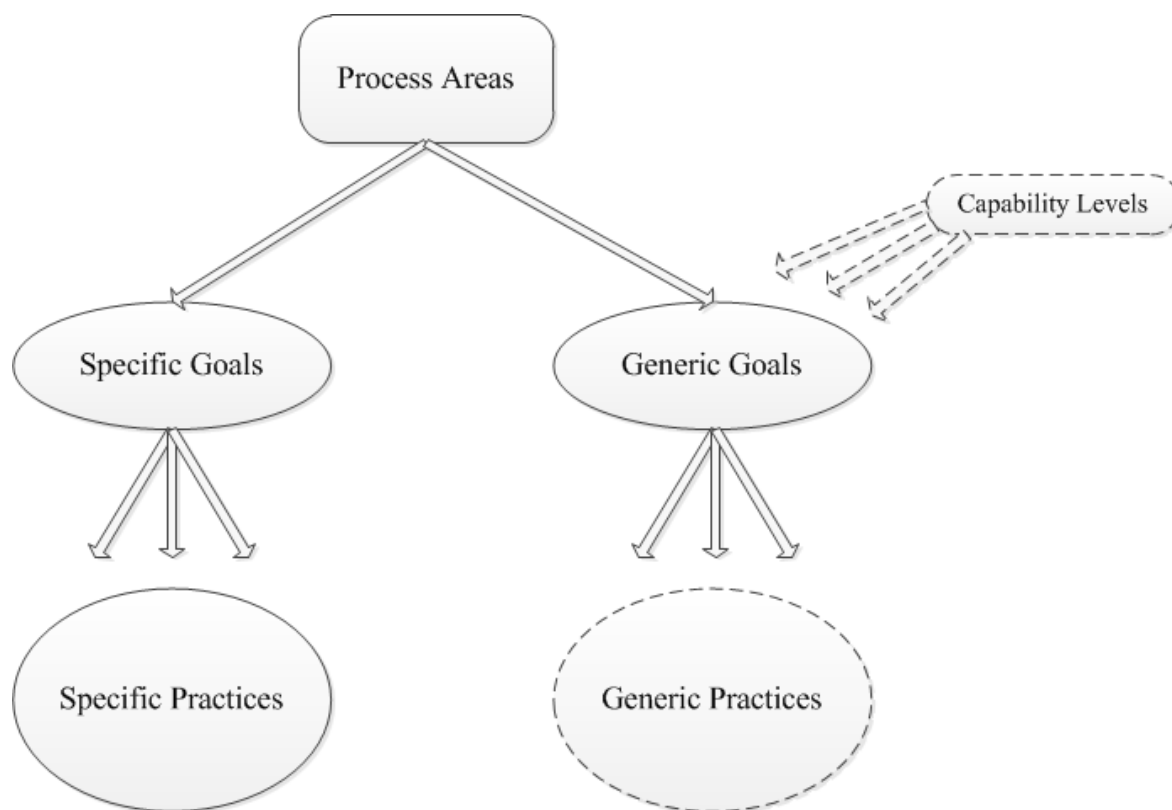 Process Areas
Capability Levels
Specific Goals
Generic Goals
Specific Practices
Generic Practices